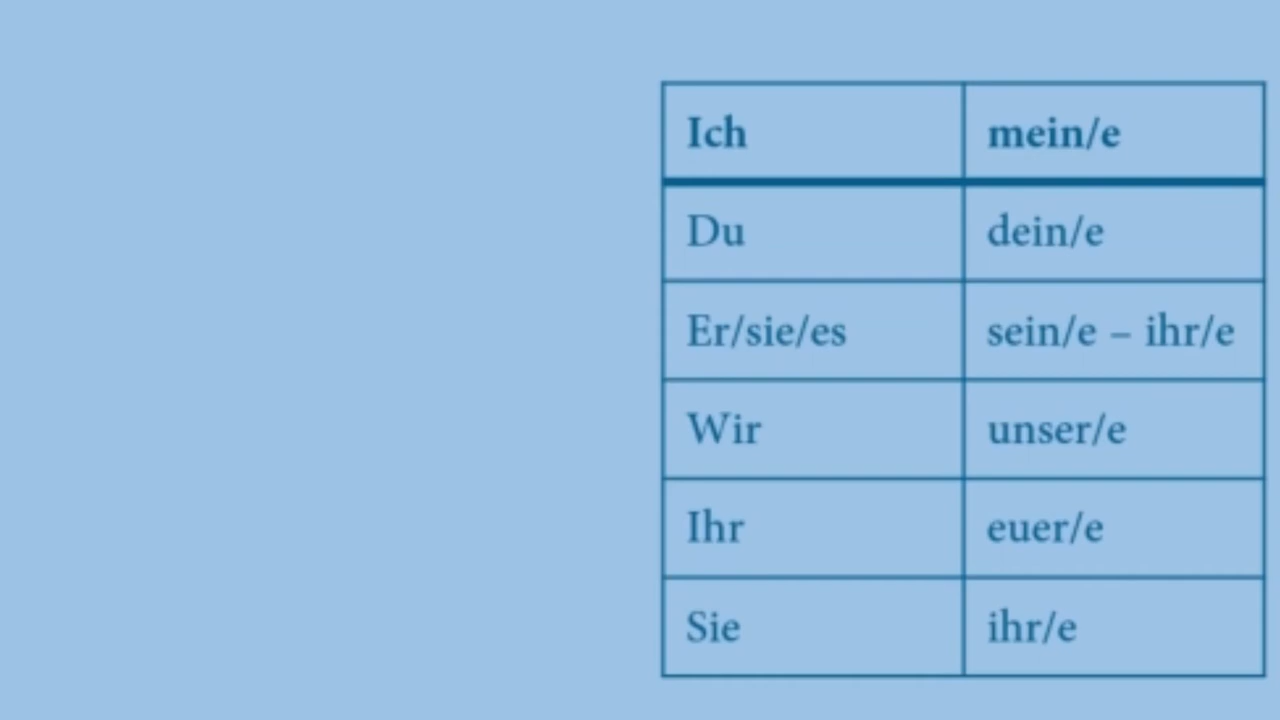 Ich mein/e
Du dein/e
Er/sie/es sein/e – ihr/e
Wir unser/e
Ihr euer/e
Sie ihr/e